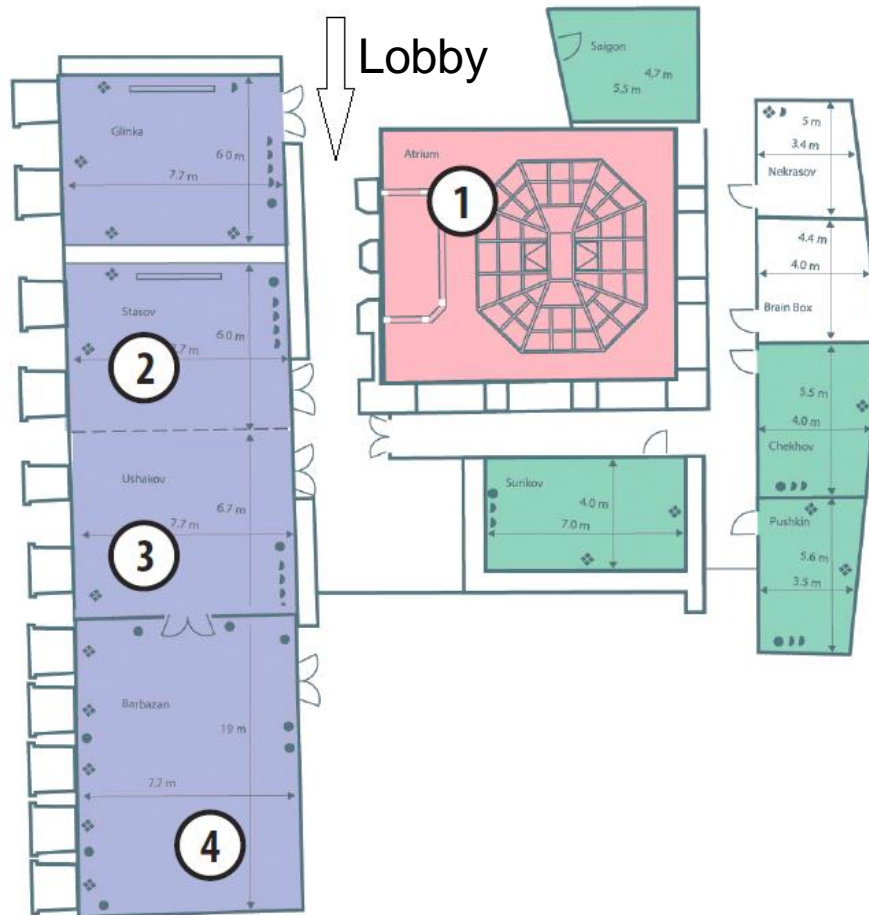 Lobby
Saigon
4,7 m
5,5 m
Glinka
6.0 m
7.7 m
Atrium
1
5 m
3.4 m
Nekrasov
4.4 m
4.0 m
Brain Box
Stasov
6.0 m
7.7 m
2
5.5 m
4.0 m
Chekhov
Ushakov
6.7 m
7.7 m
3
Surikov
4.0 m
7.0 m
Pushkin
5.6 m
3.5 m
Barbazan
19 m
7.7 m
4